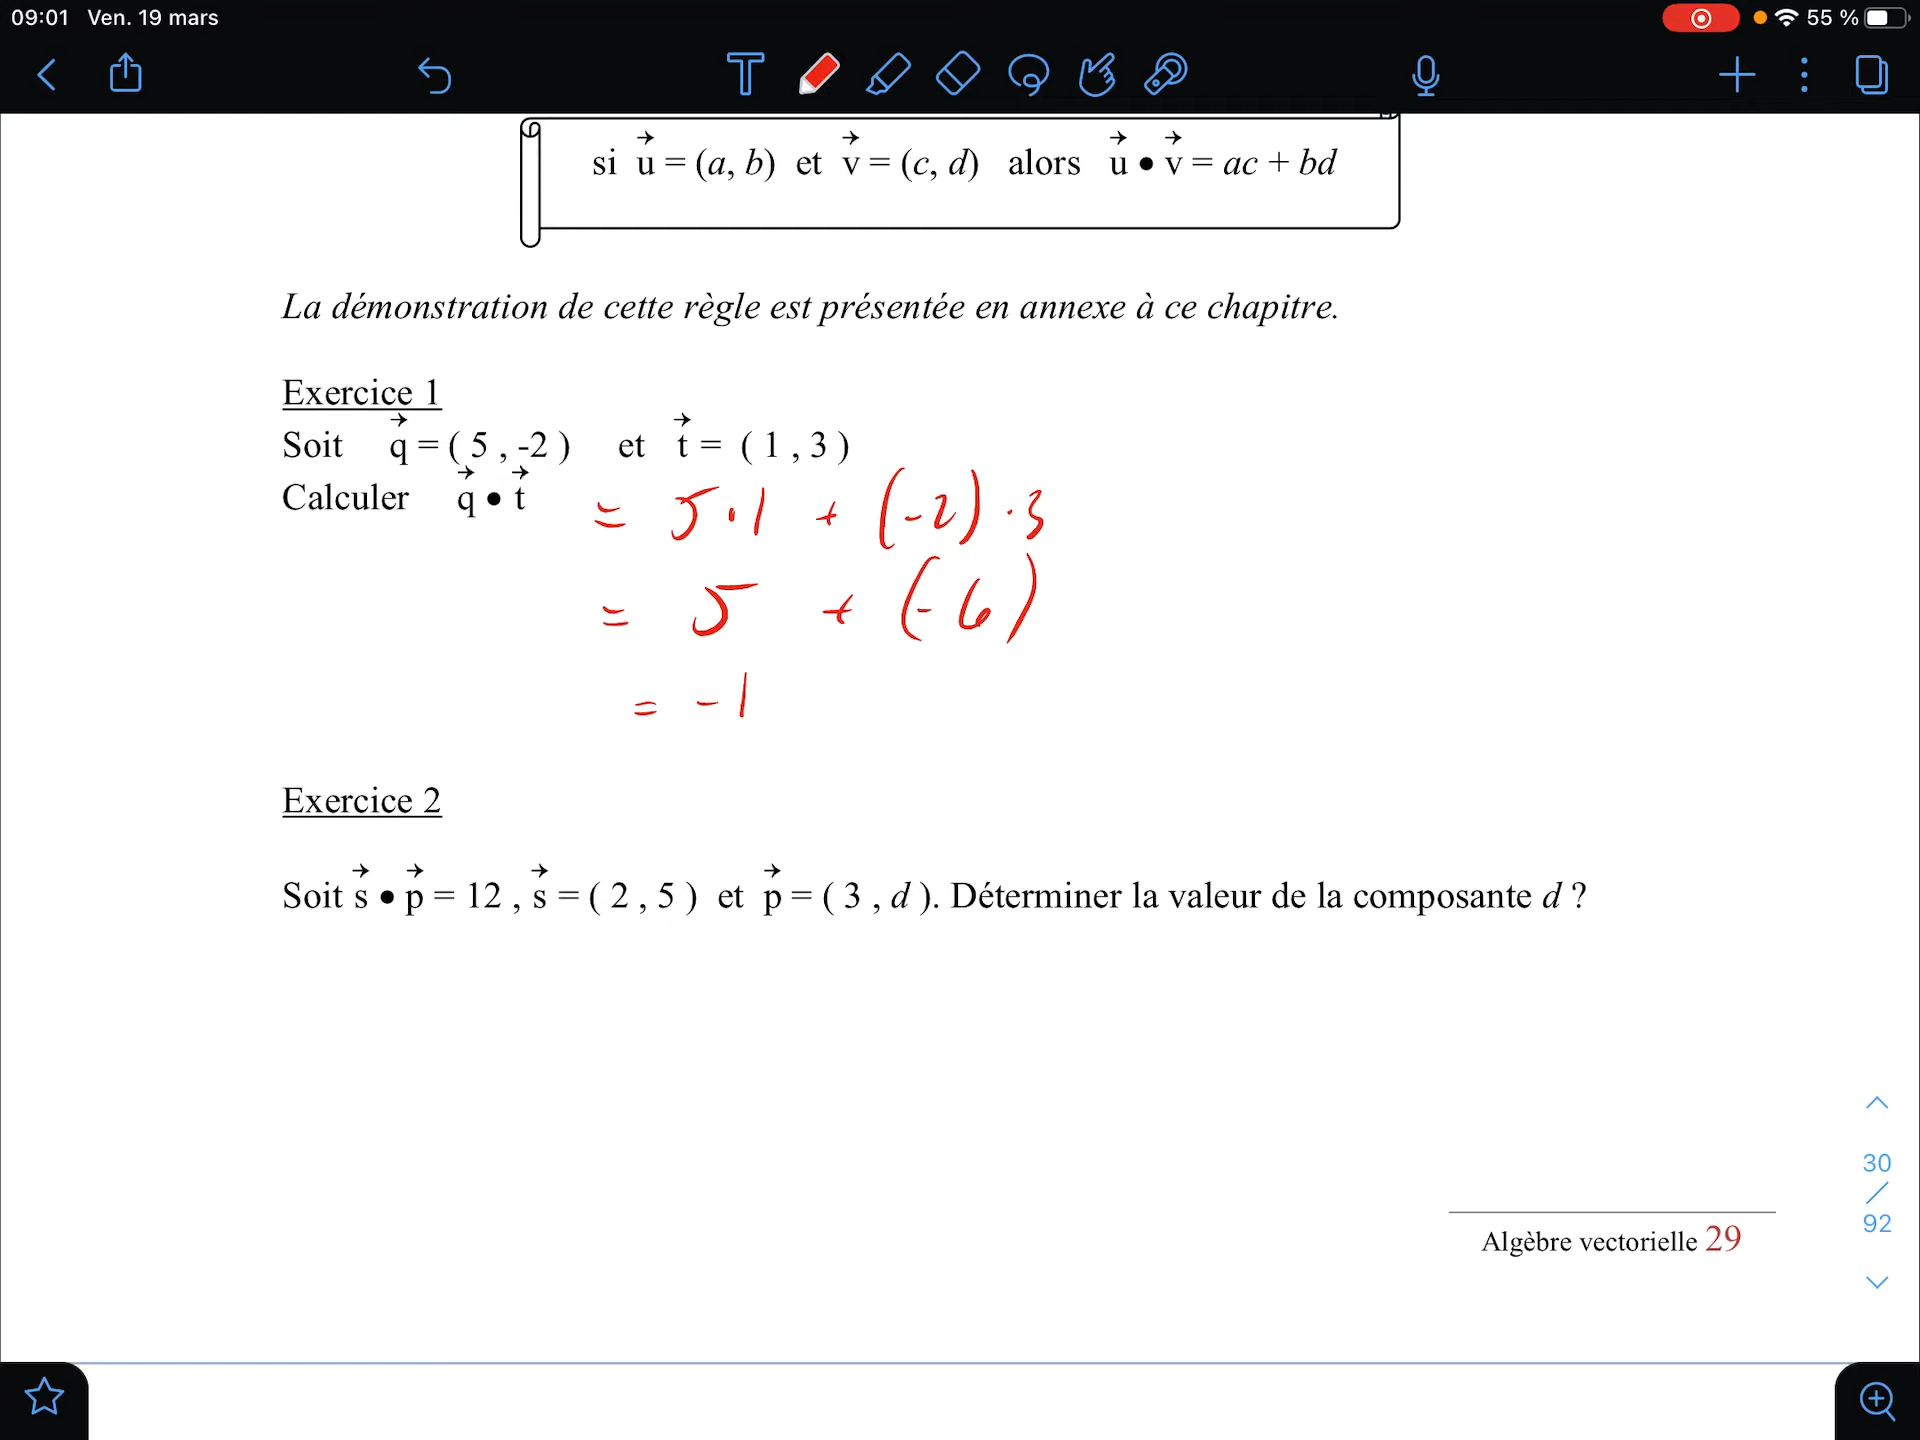 09:01 Ven. 19 mars 55 %
si u = (a, b) et v = (c, d) alors u • v = ac + bd
La démonstration de cette règle est présentée en annexe à ce chapitre.
Exercice 1
Soit q = ( 5 , -2 ) et t = ( 1 , 3 )
Calculer q • t = 5 · 1 + (-2) · 3
= 5 + (-6)
= -1
Exercice 2
Soit s • p = 12 , s = ( 2 , 5 ) et p = ( 3 , d ). Déterminer la valeur de la composante d ?
30
/
92
Algèbre vectorielle 29